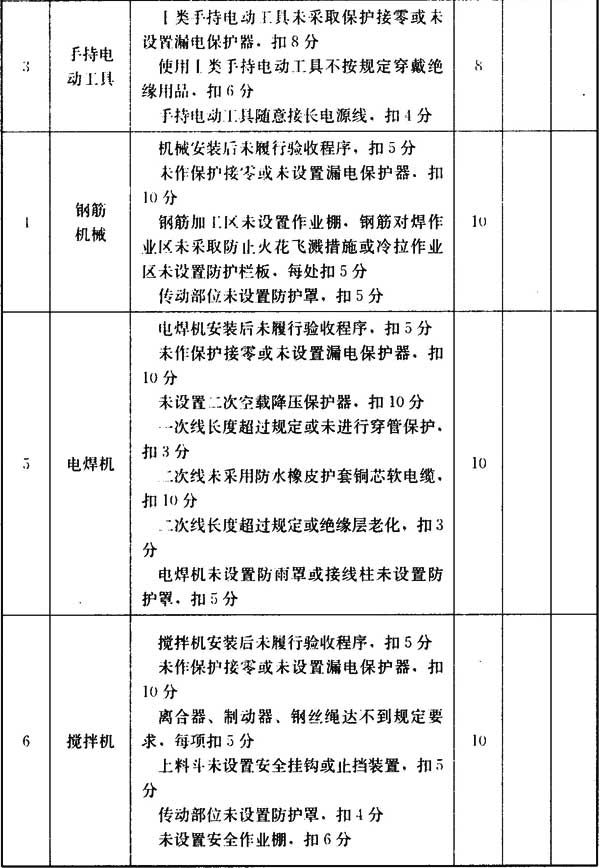 3
手持电
动工具
Ⅰ类手持电动工具未采取保护接零或未
设置漏电保护器，扣8分
使用Ⅰ类手持电动工具不按规定穿戴绝
缘用品，扣6分
手持电动工具随意接长电源线，扣4分
8
4
钢筋
机械
机械安装后未履行验收程序，扣5分
未作保护接零或未设置漏电保护器，扣
10分
钢筋加工区未设置作业棚，钢筋对焊作
业区未采取防止火花飞溅措施或冷拉作业
区未设置防护栏板，每处扣5分
传动部位未设置防护罩，扣5分
10
5
电焊机
电焊机安装后未履行验收程序，扣5分
未作保护接零或未设置漏电保护器，扣
10分
未设置二次空载降压保护器，扣10分
一次线长度超过规定或未进行穿管保护，
扣3分
二次线未采用防水橡皮护套铜芯软电缆，
扣10分
二次线长度超过规定或绝缘层老化，扣3
分
电焊机未设置防雨罩或接线柱未设置防
护罩，扣5分
10
6
搅拌机
搅拌机安装后未履行验收程序，扣5分
未作保护接零或未设置漏电保护器，扣
10分
离合器、制动器、钢丝绳达不到规定要
求，每项扣5分
上料斗未设置安全挂钩或止挡装置，扣5
分
传动部位未设置防护罩，扣4分
未设置安全作业棚，扣6分
10